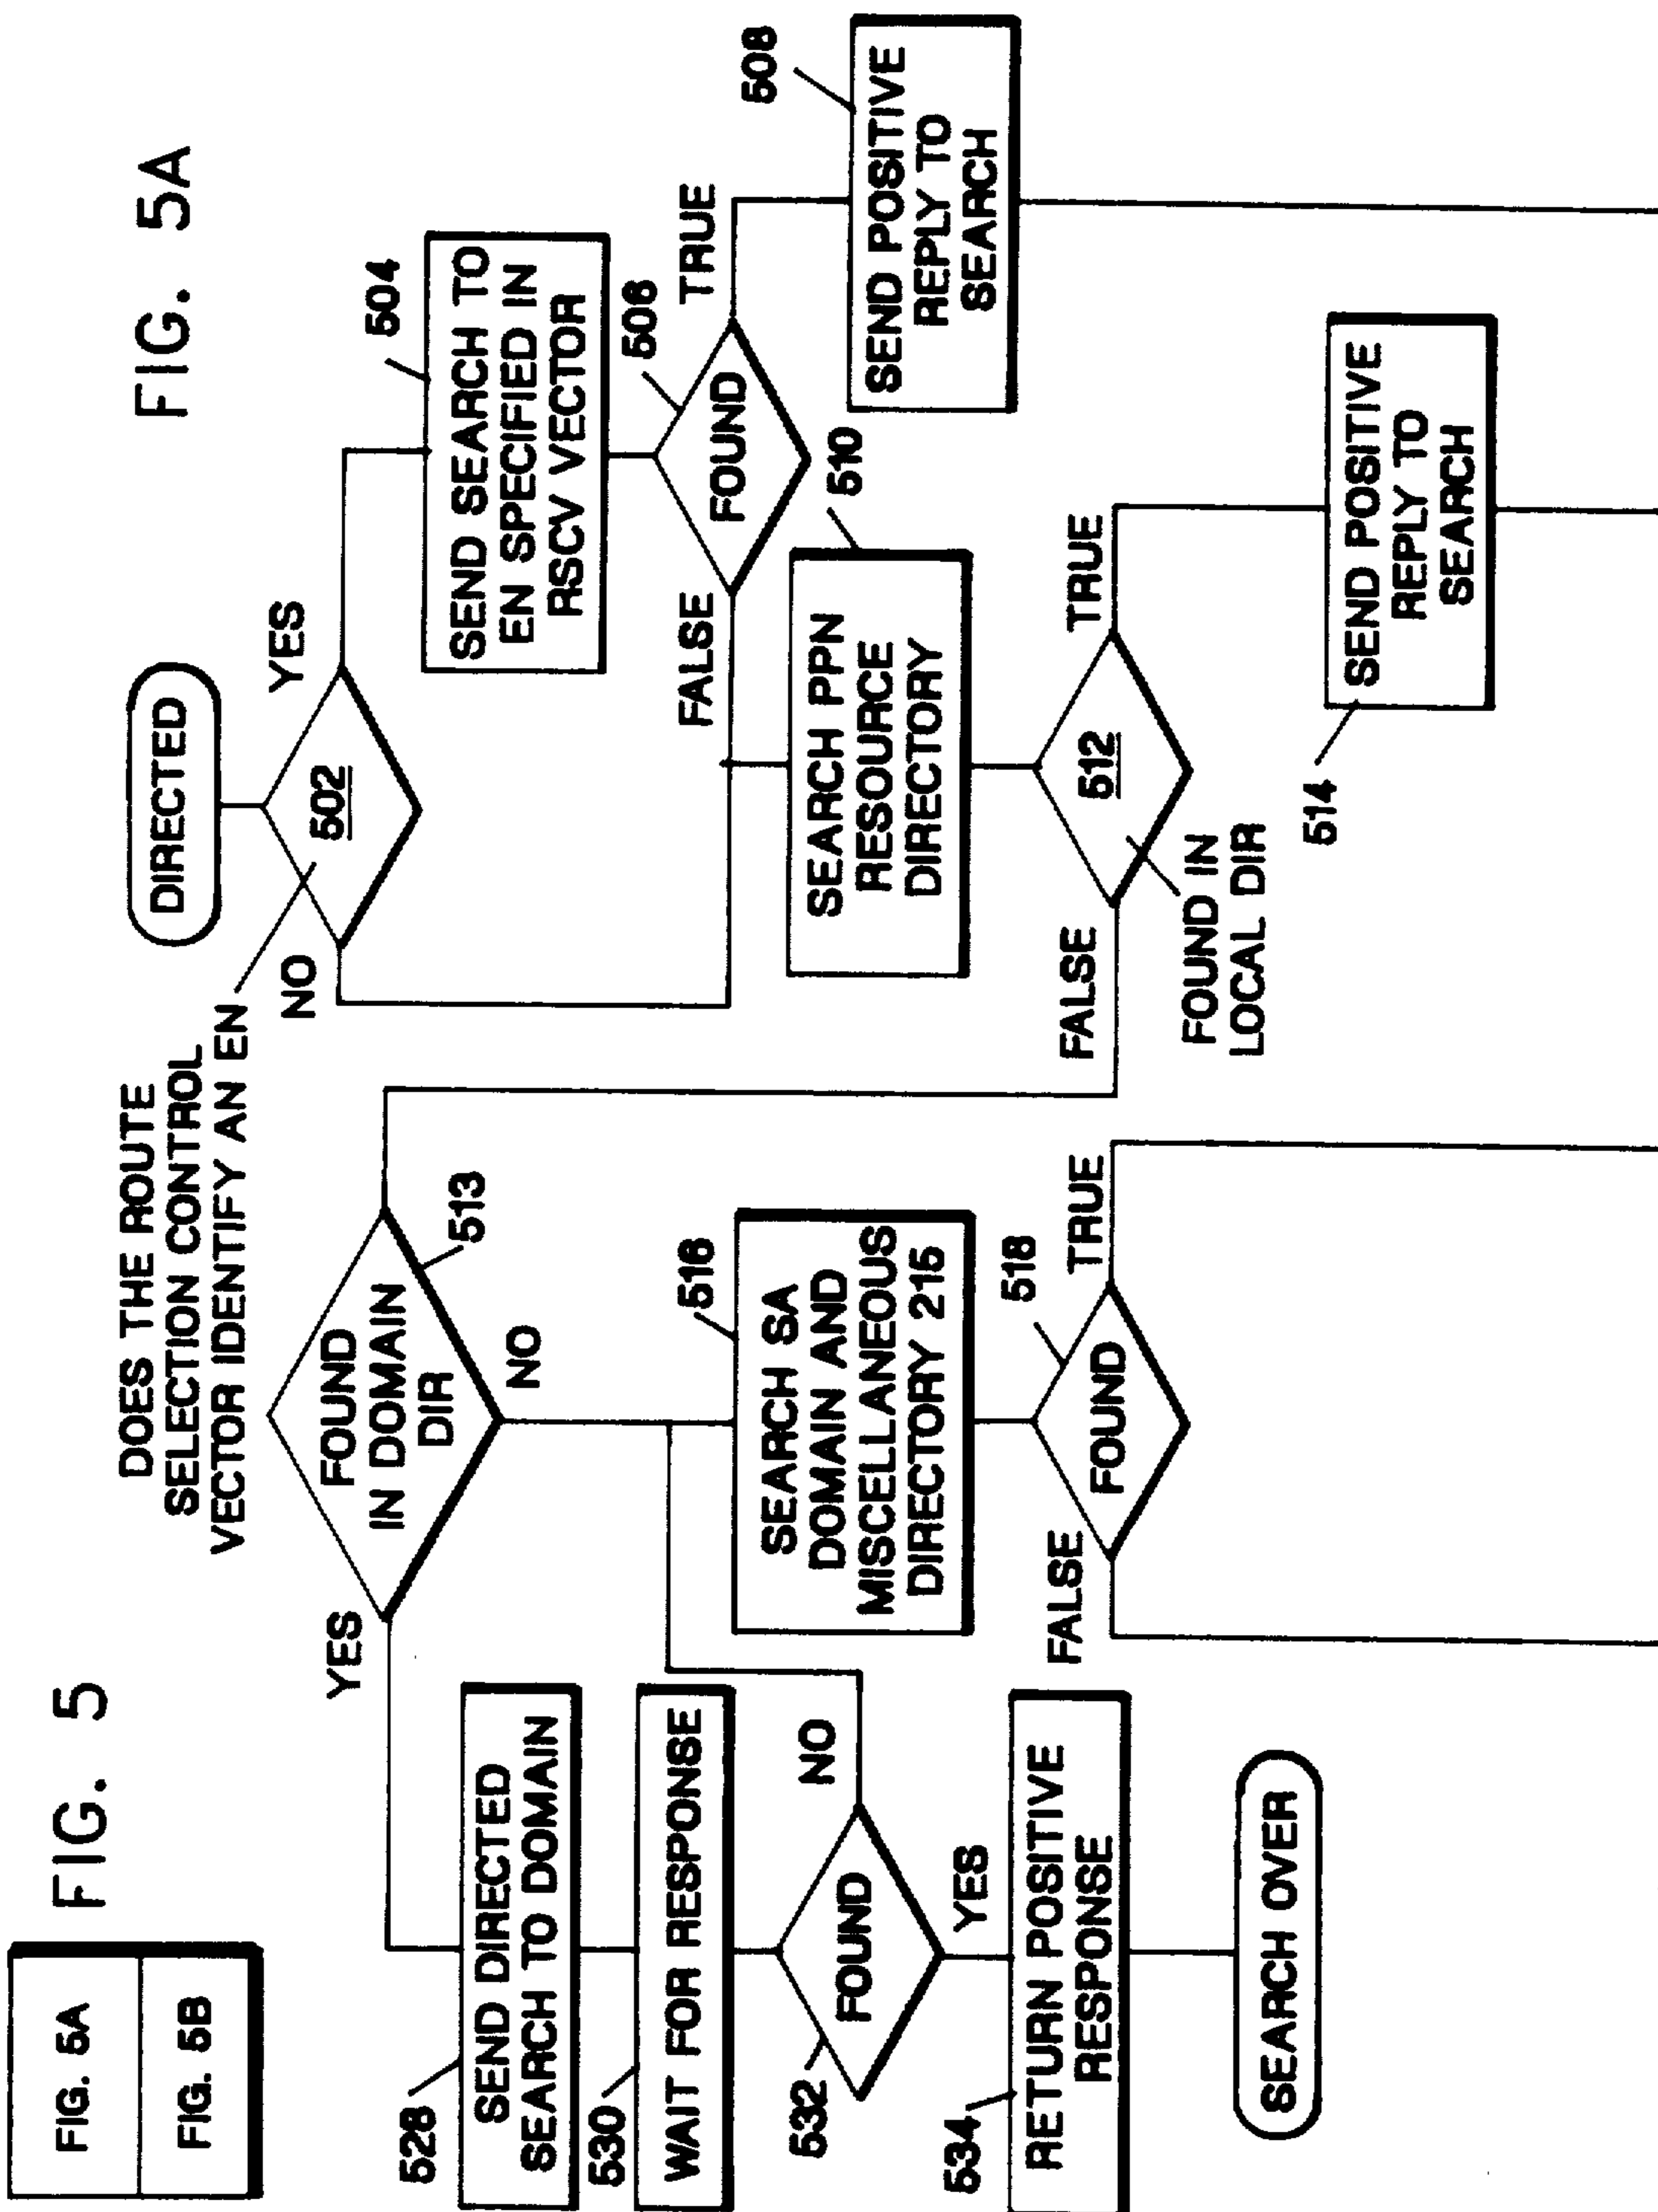 FIG. 5A
FIG. 5B
FIG. 5
FIG. 5A
DIRECTED
DOES THE ROUTE
SELECTION CONTROL
VECTOR IDENTIFY AN EN
502
NO
YES
504
SEND SEARCH TO
EN SPECIFIED IN
RSCV VECTOR
506
FOUND
FALSE
TRUE
508
SEND POSITIVE
REPLY TO
SEARCH
510
SEARCH PPN
RESOURCE
DIRECTORY
512
FOUND IN
LOCAL DIR
FALSE
TRUE
514
SEND POSITIVE
REPLY TO
SEARCH
513
FOUND
IN DOMAIN
DIR
YES
NO
516
SEARCH SA
DOMAIN AND
MISCELLANEOUS
DIRECTORY 215
518
FOUND
FALSE
TRUE
528
SEND DIRECTED
SEARCH TO DOMAIN
530
WAIT FOR RESPONSE
532
FOUND
NO
YES
534
RETURN POSITIVE
RESPONSE
SEARCH OVER